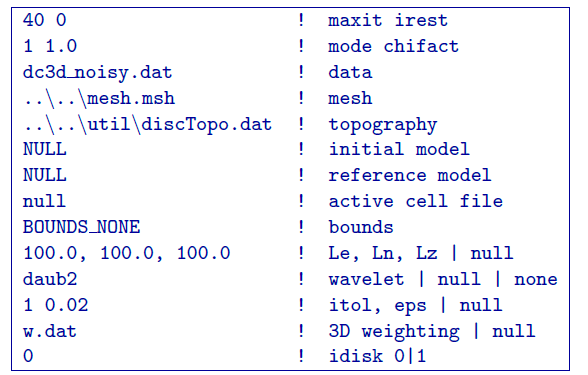 40 0 ! maxit irest
1 1.0 ! mode chifact
dc3d_noisy.dat ! data
..\..\mesh.msh ! mesh
..\..\util\discTopo.dat ! topography
NULL ! initial model
NULL ! reference model
null ! active cell file
BOUNDS_NONE ! bounds
100.0, 100.0, 100.0 ! Le, Ln, Lz | null
daub2 ! wavelet | null | none
1 0.02 ! itol, eps | null
w.dat ! 3D weighting | null
0 ! idisk 0|1